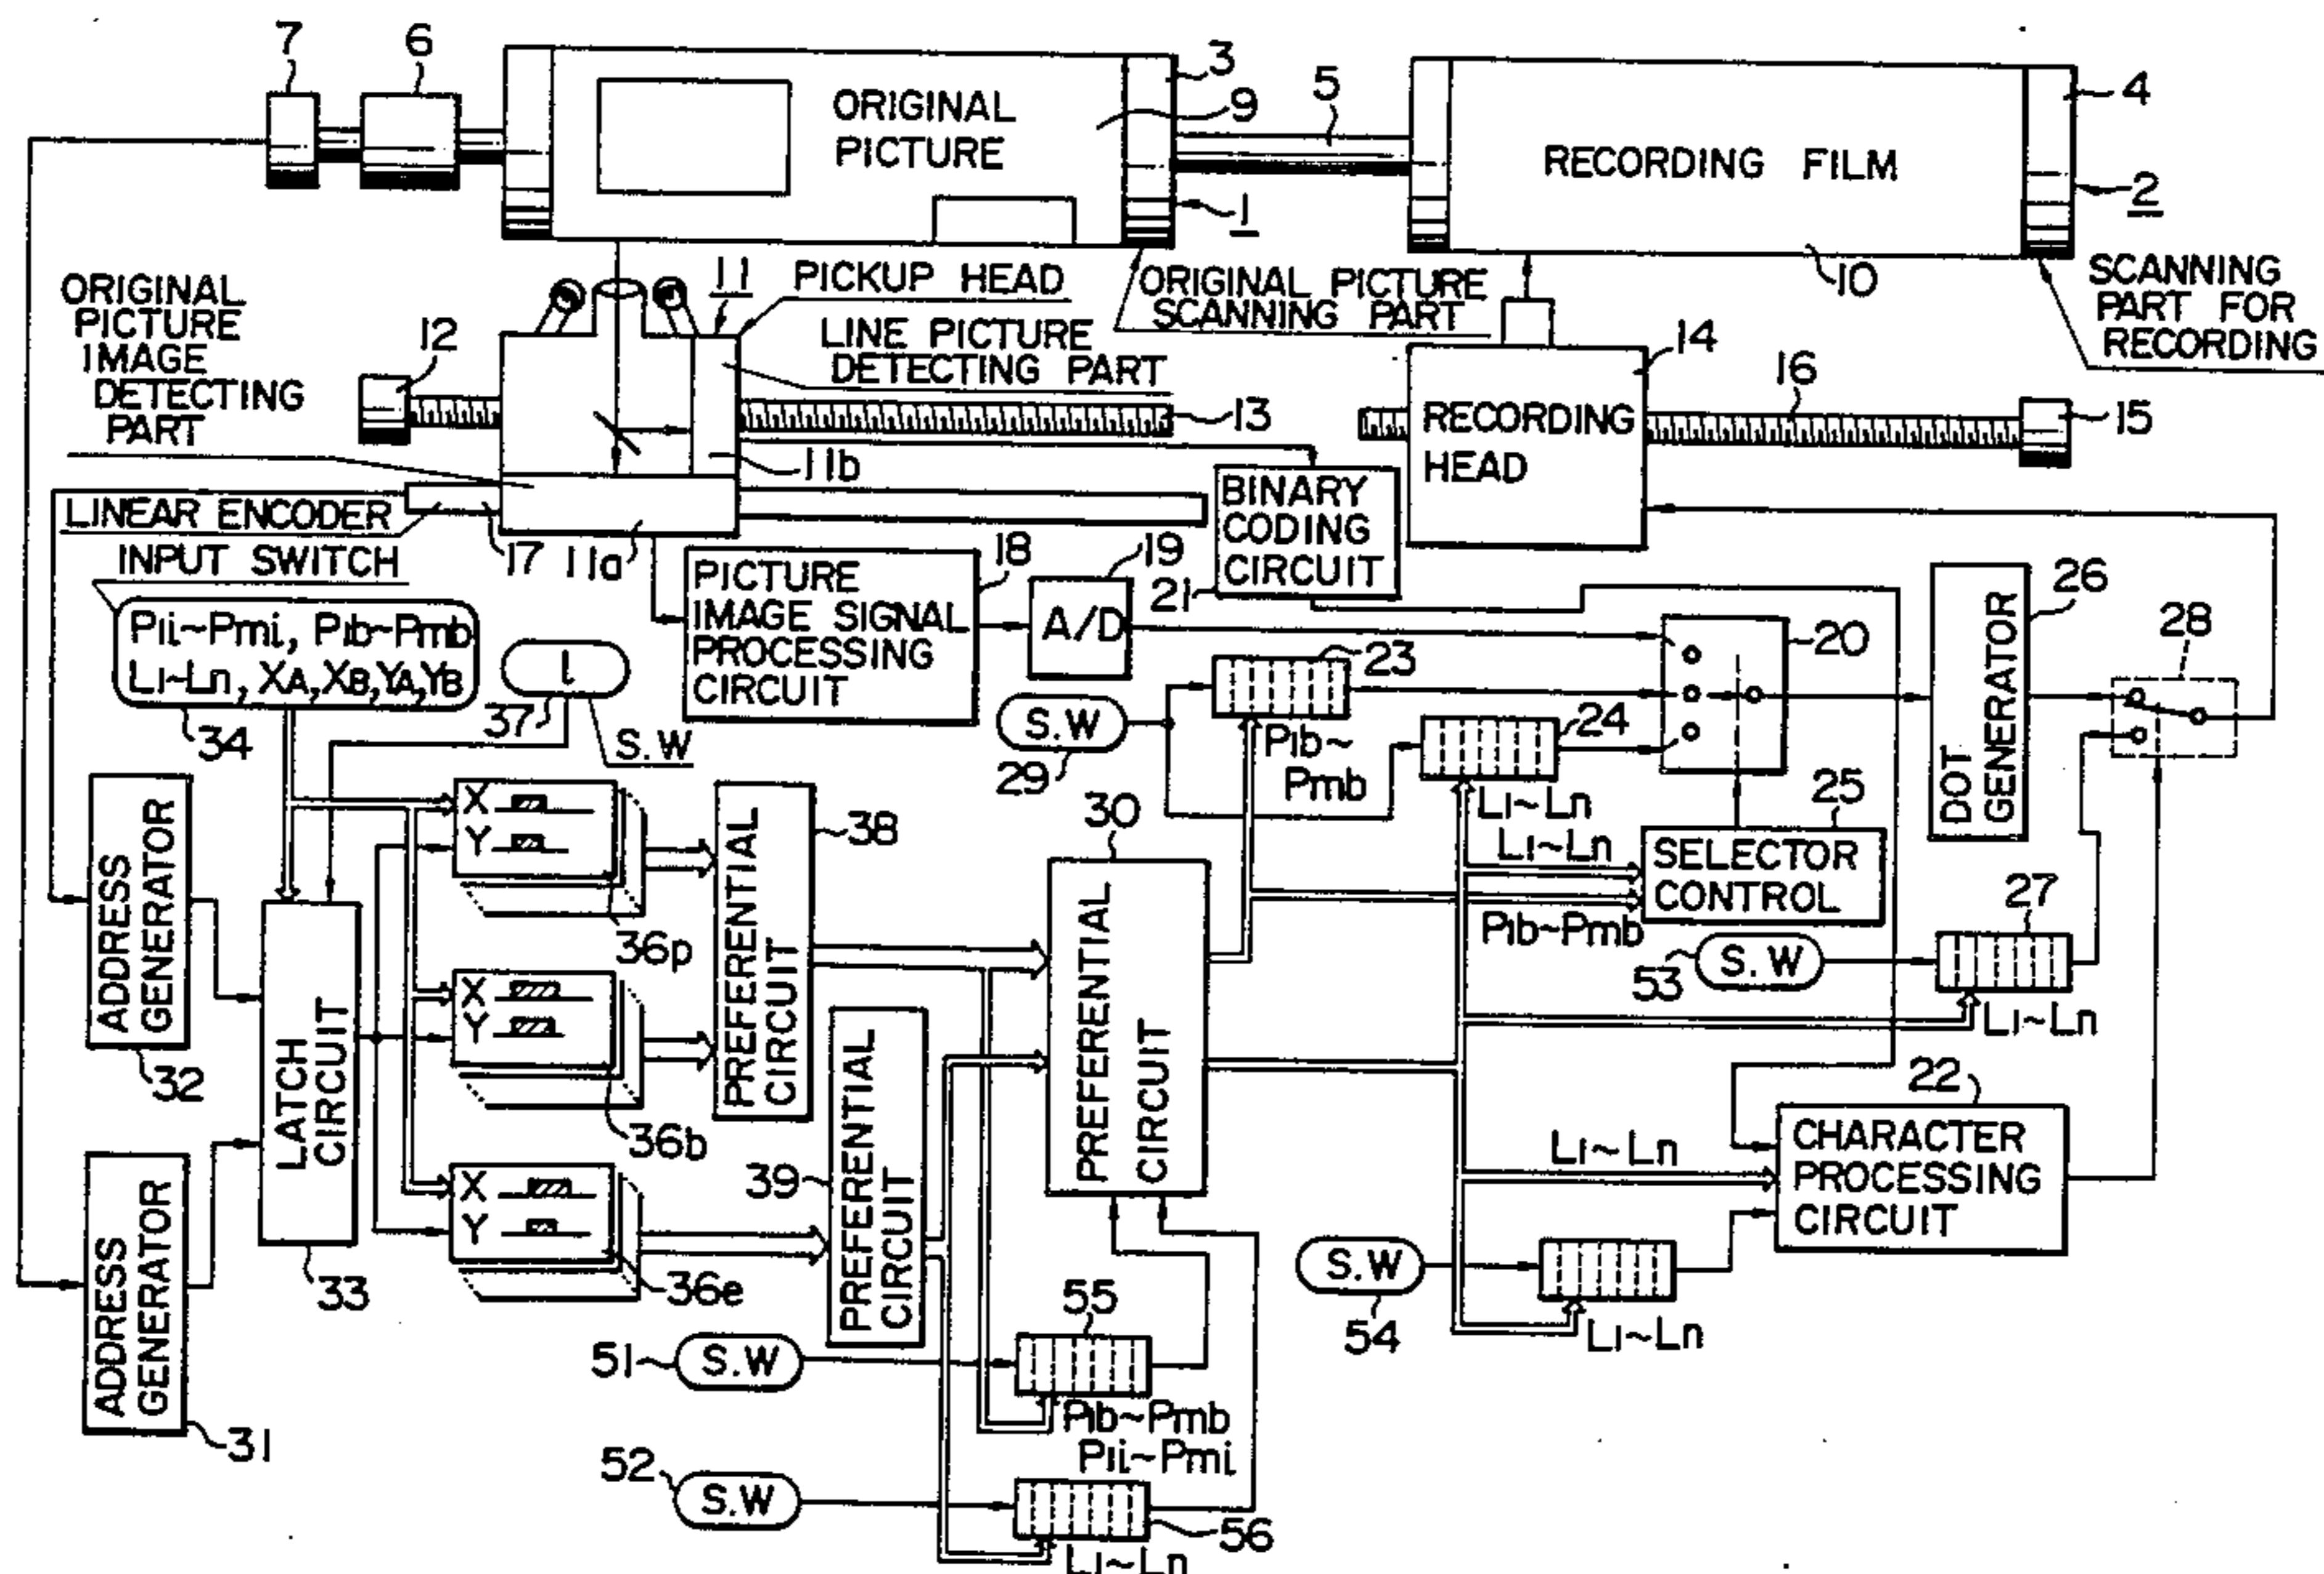 7
6
3
5
4
ORIGINAL
PICTURE
9
RECORDING FILM
1
2
10
ORIGINAL
PICTURE
IMAGE
DETECTING
PART
12
11
PICKUP HEAD
ORIGINAL PICTURE
SCANNING PART
SCANNING
PART FOR
RECORDING
LINE PICTURE
DETECTING PART
14
16
13
15
RECORDING
HEAD
11b
BINARY
CODING
CIRCUIT
21
LINEAR ENCODER
17
11a
18
19
INPUT SWITCH
PICTURE
IMAGE SIGNAL
PROCESSING
CIRCUIT
A/D
26
P1i~Pmi, P1b~Pmb
L1~Ln, XA, XB, YA, YB
34
l
37
S.W
23
20
28
S.W
29
P1b~
Pmb
24
L1~Ln
DOT
GENERATOR
25
X
Y
36p
38
30
L1~Ln
SELECTOR
CONTROL
P1b~Pmb
27
ADDRESS
GENERATOR
32
LATCH
CIRCUIT
33
X
Y
36b
PREFERENTIAL
CIRCUIT
PREFERENTIAL
CIRCUIT
53
S.W
L1~Ln
22
39
PREFERENTIAL
CIRCUIT
L1~Ln
CHARACTER
PROCESSING
CIRCUIT
X
Y
36e
ADDRESS
GENERATOR
31
S.W
54
L1~Ln
55
51
S.W
P1b~Pmb
P1i~Pmi
52
S.W
56
L1~Ln